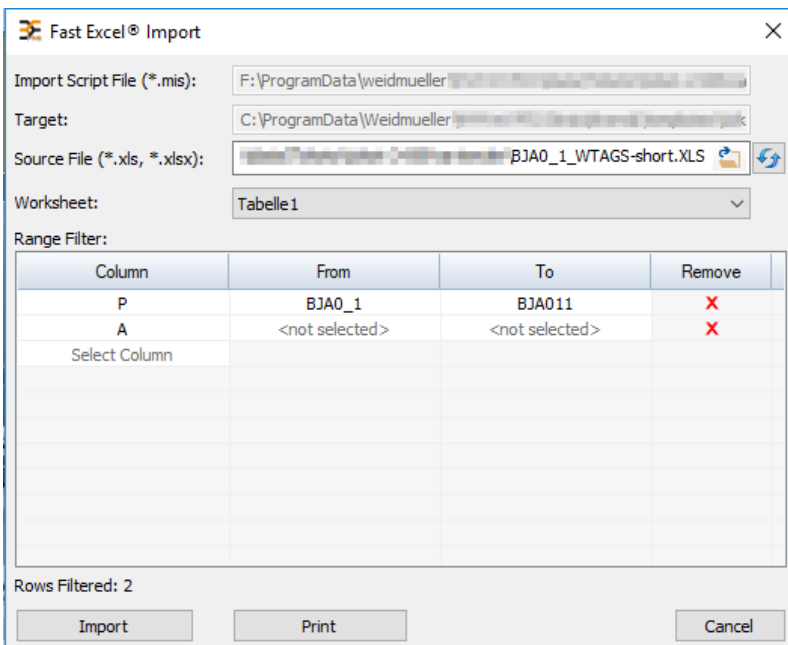 Fast Excel® Import
Import Script File (*.mis): F:\ProgramData\weidmueller
Target: C:\ProgramData\Weidmueller
Source File (*.xls, *.xlsx): \BJA0_1_WTAGS-short.XLS
Worksheet: Tabelle1
Range Filter:
Column From To Remove
P BJA0_1 BJA011 X
A <not selected> <not selected> X
Select Column
Rows Filtered: 2
Import Print Cancel